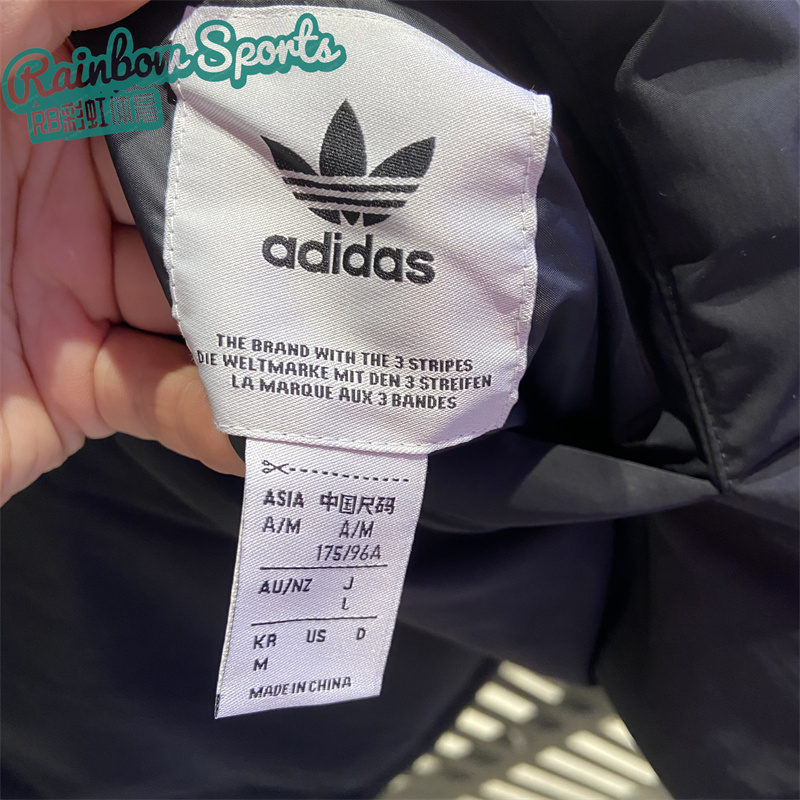 Rainbow Sports
RB彩虹体育
adidas
THE BRAND WITH THE 3 STRIPES
DIE WELTMARKE MIT DEN 3 STREIFEN
LA MARQUE AUX 3 BANDES
ASIA 中国尺码
A/M A/M
175/96A
AU/NZ J
L
KR US D
M
MADE IN CHINA